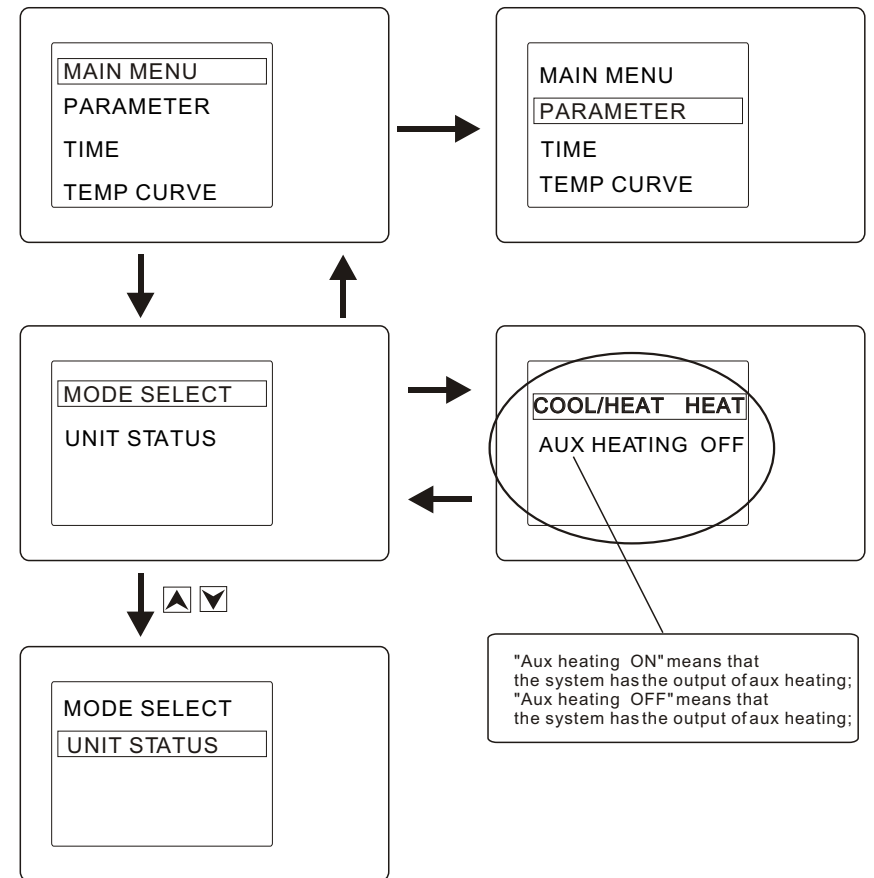 MAIN MENU
PARAMETER
TIME
TEMP CURVE
MAIN MENU
PARAMETER
TIME
TEMP CURVE
MODE SELECT
UNIT STATUS
COOL/HEAT HEAT
AUX HEATING OFF
"Aux heating ON" means that
the system has the output of aux heating;
"Aux heating OFF" means that
the system has the output of aux heating;
MODE SELECT
UNIT STATUS